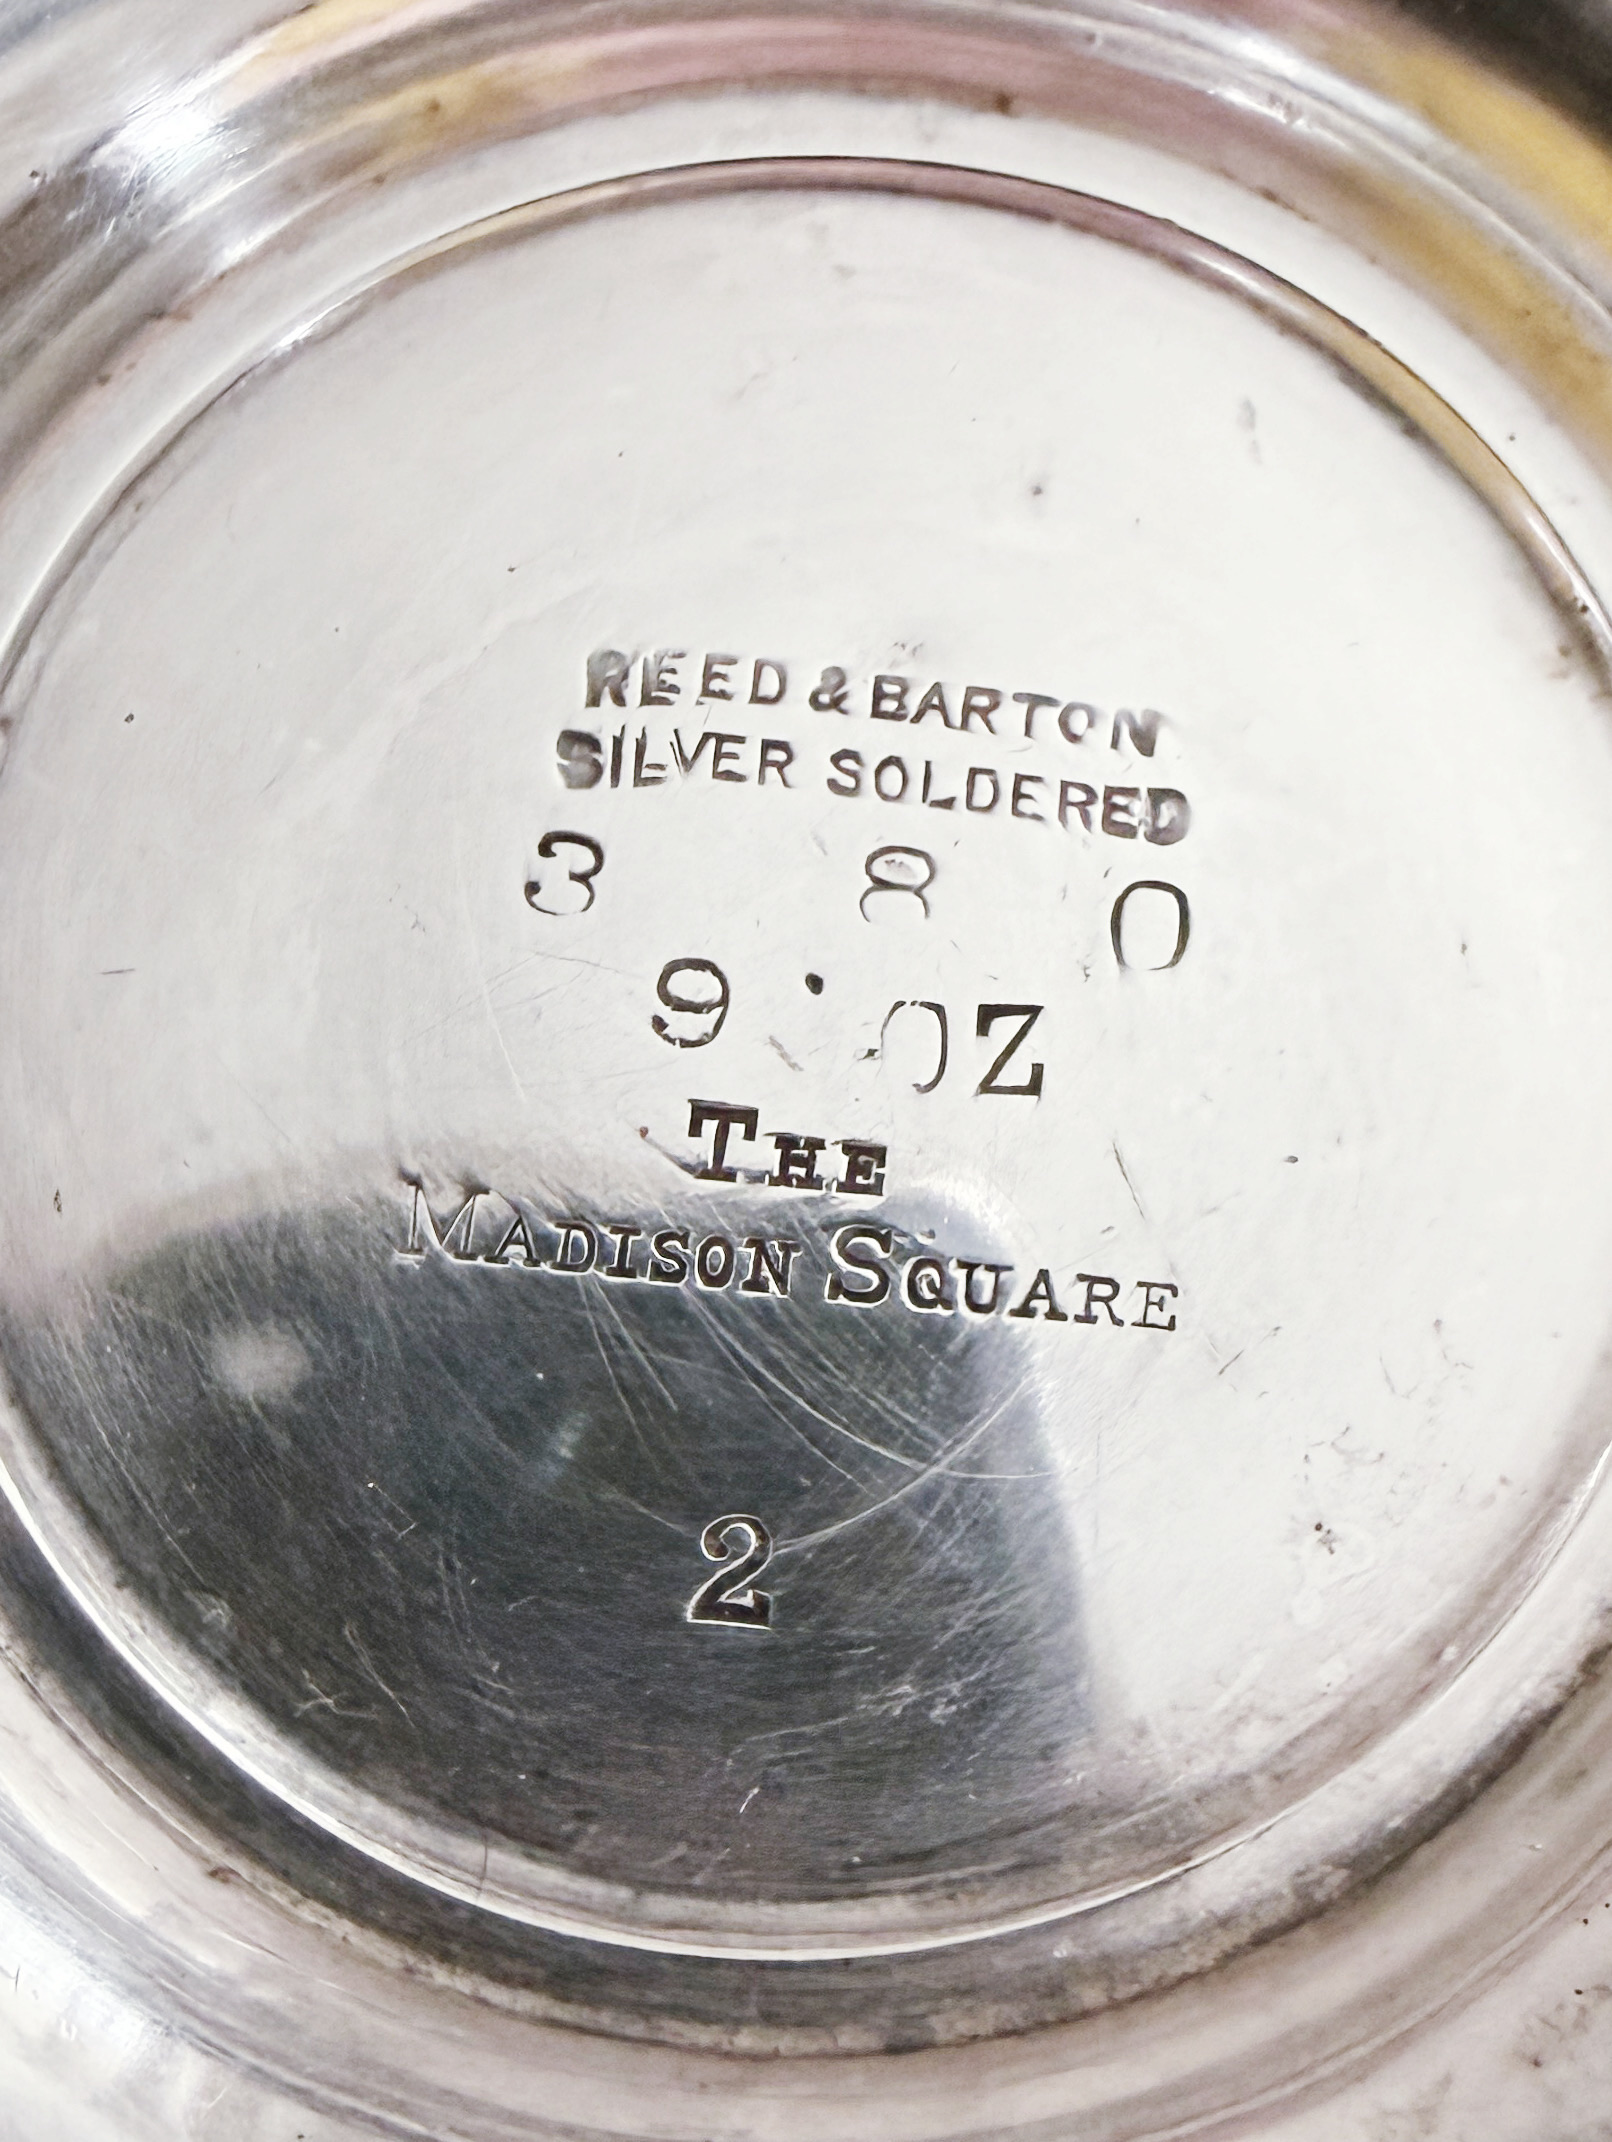 REED & BARTON
SILVER SOLDERED
3 8 0
9 OZ
THE
MADISON SQUARE
2